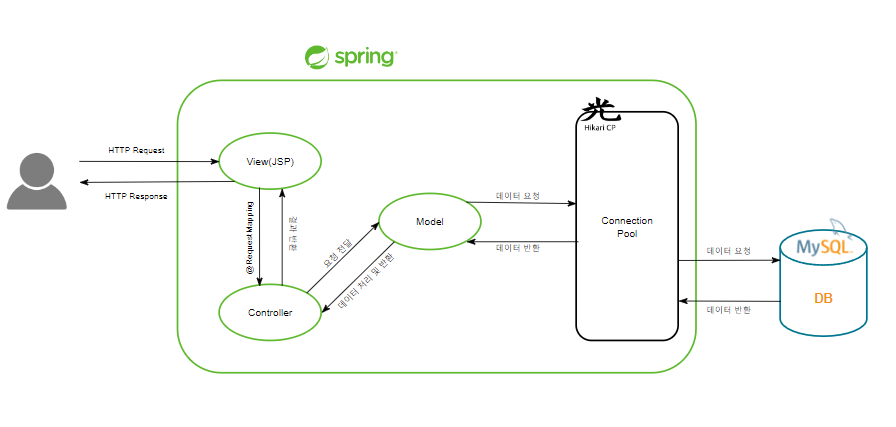 spring
光
Hikari CP
HTTP Request
View(JSP)
HTTP Response
@RequestMapping
결과 반환
요청 전달
데이터 처리 및 반환
Controller
Model
데이터 요청
데이터 반환
Connection
Pool
데이터 요청
데이터 반환
MySQL
DB